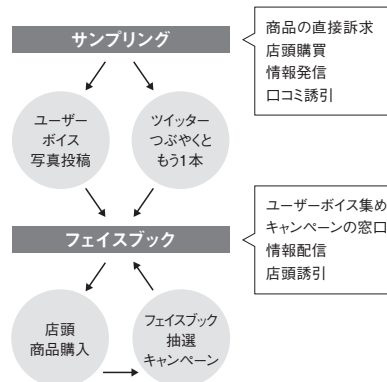 サンプリング
商品の直接訴求
店頭購買
情報発信
口コミ誘引
ユーザー
ボイス
写真投稿
ツイッター
つぶやくと
もう1本
フェイスブック
ユーザーボイス集め
キャンペーンの窓口
情報配信
店頭誘引
店頭
商品購入
フェイスブック
抽選
キャンペーン